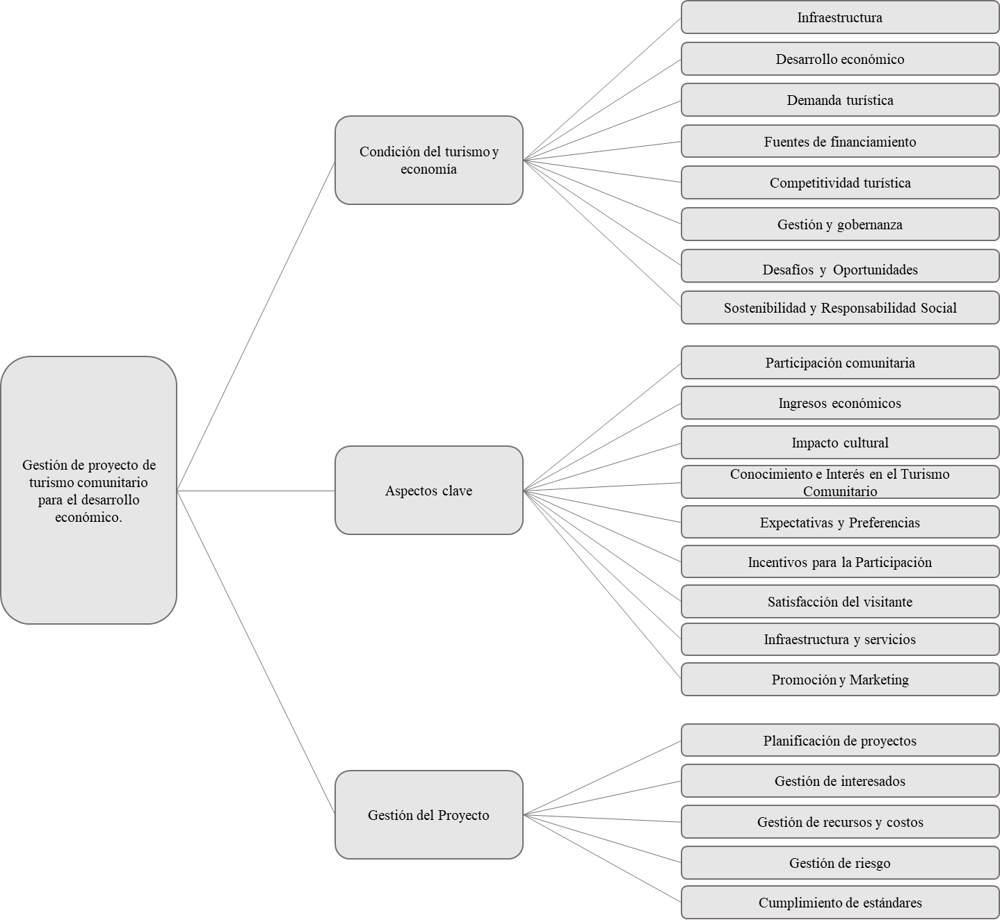 Gestión de proyecto de
turismo comunitario
para el desarrollo
económico.
Condición del turismo y
economía
Infraestructura
Desarrollo económico
Demanda turística
Fuentes de financiamiento
Competitividad turística
Gestión y gobernanza
Desafíos y Oportunidades
Sostenibilidad y Responsabilidad Social
Aspectos clave
Participación comunitaria
Ingresos económicos
Impacto cultural
Conocimiento e Interés en el Turismo
Comunitario
Expectativas y Preferencias
Incentivos para la Participación
Satisfacción del visitante
Infraestructura y servicios
Promoción y Marketing
Gestión del Proyecto
Planificación de proyectos
Gestión de interesados
Gestión de recursos y costos
Gestión de riesgo
Cumplimiento de estándares